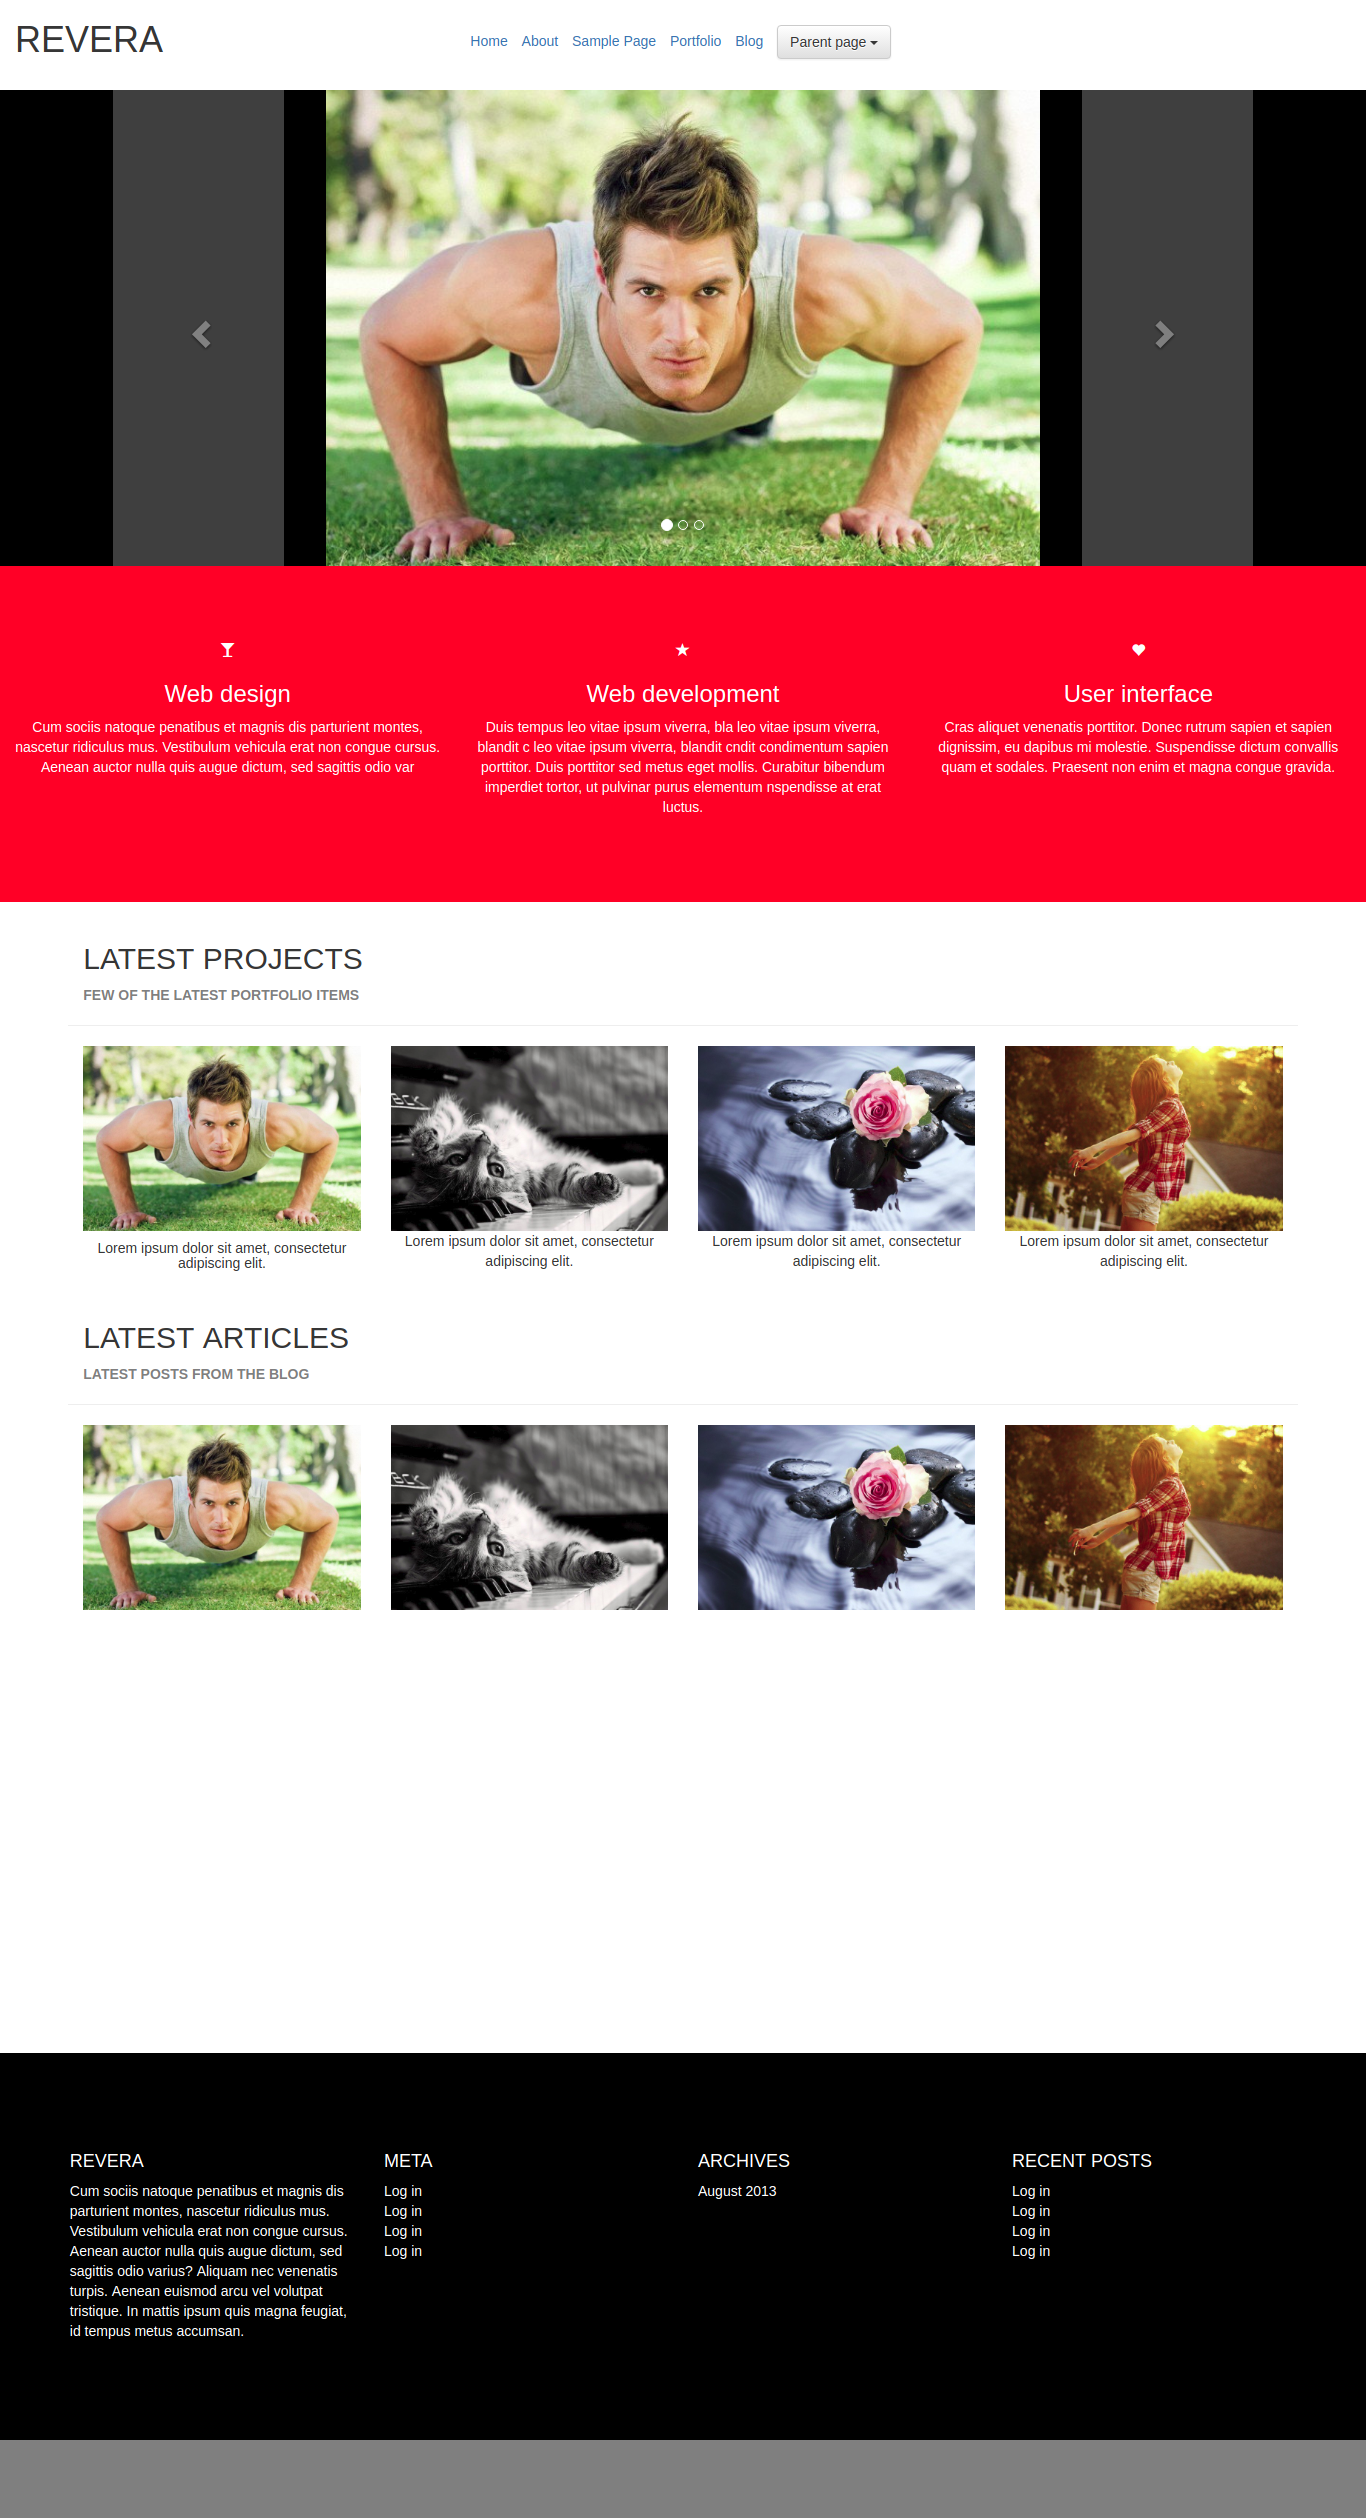 REVERA
Home About Sample Page Portfolio Blog Parent page
Web design
Cum sociis natoque penatibus et magnis dis parturient montes,
nascetur ridiculus mus. Vestibulum vehicula erat non congue cursus.
Aenean auctor nulla quis augue dictum, sed sagittis odio var
Web development
Duis tempus leo vitae ipsum viverra, bla leo vitae ipsum viverra,
blandit c leo vitae ipsum viverra, blandit cndit condimentum sapien
porttitor. Duis porttitor sed metus eget mollis. Curabitur bibendum
imperdiet tortor, ut pulvinar purus elementum nspendisse at erat
luctus.
User interface
Cras aliquet venenatis porttitor. Donec rutrum sapien et sapien
dignissim, eu dapibus mi molestie. Suspendisse dictum convallis
quam et sodales. Praesent non enim et magna congue gravida.
LATEST PROJECTS
FEW OF THE LATEST PORTFOLIO ITEMS
Lorem ipsum dolor sit amet, consectetur
adipiscing elit.
Lorem ipsum dolor sit amet, consectetur
adipiscing elit.
Lorem ipsum dolor sit amet, consectetur
adipiscing elit.
Lorem ipsum dolor sit amet, consectetur
adipiscing elit.
LATEST ARTICLES
LATEST POSTS FROM THE BLOG
REVERA
Cum sociis natoque penatibus et magnis dis
parturient montes, nascetur ridiculus mus.
Vestibulum vehicula erat non congue cursus.
Aenean auctor nulla quis augue dictum, sed
sagittis odio varius? Aliquam nec venenatis
turpis. Aenean euismod arcu vel volutpat
tristique. In mattis ipsum quis magna feugiat,
id tempus metus accumsan.
META
Log in
Log in
Log in
Log in
ARCHIVES
August 2013
RECENT POSTS
Log in
Log in
Log in
Log in